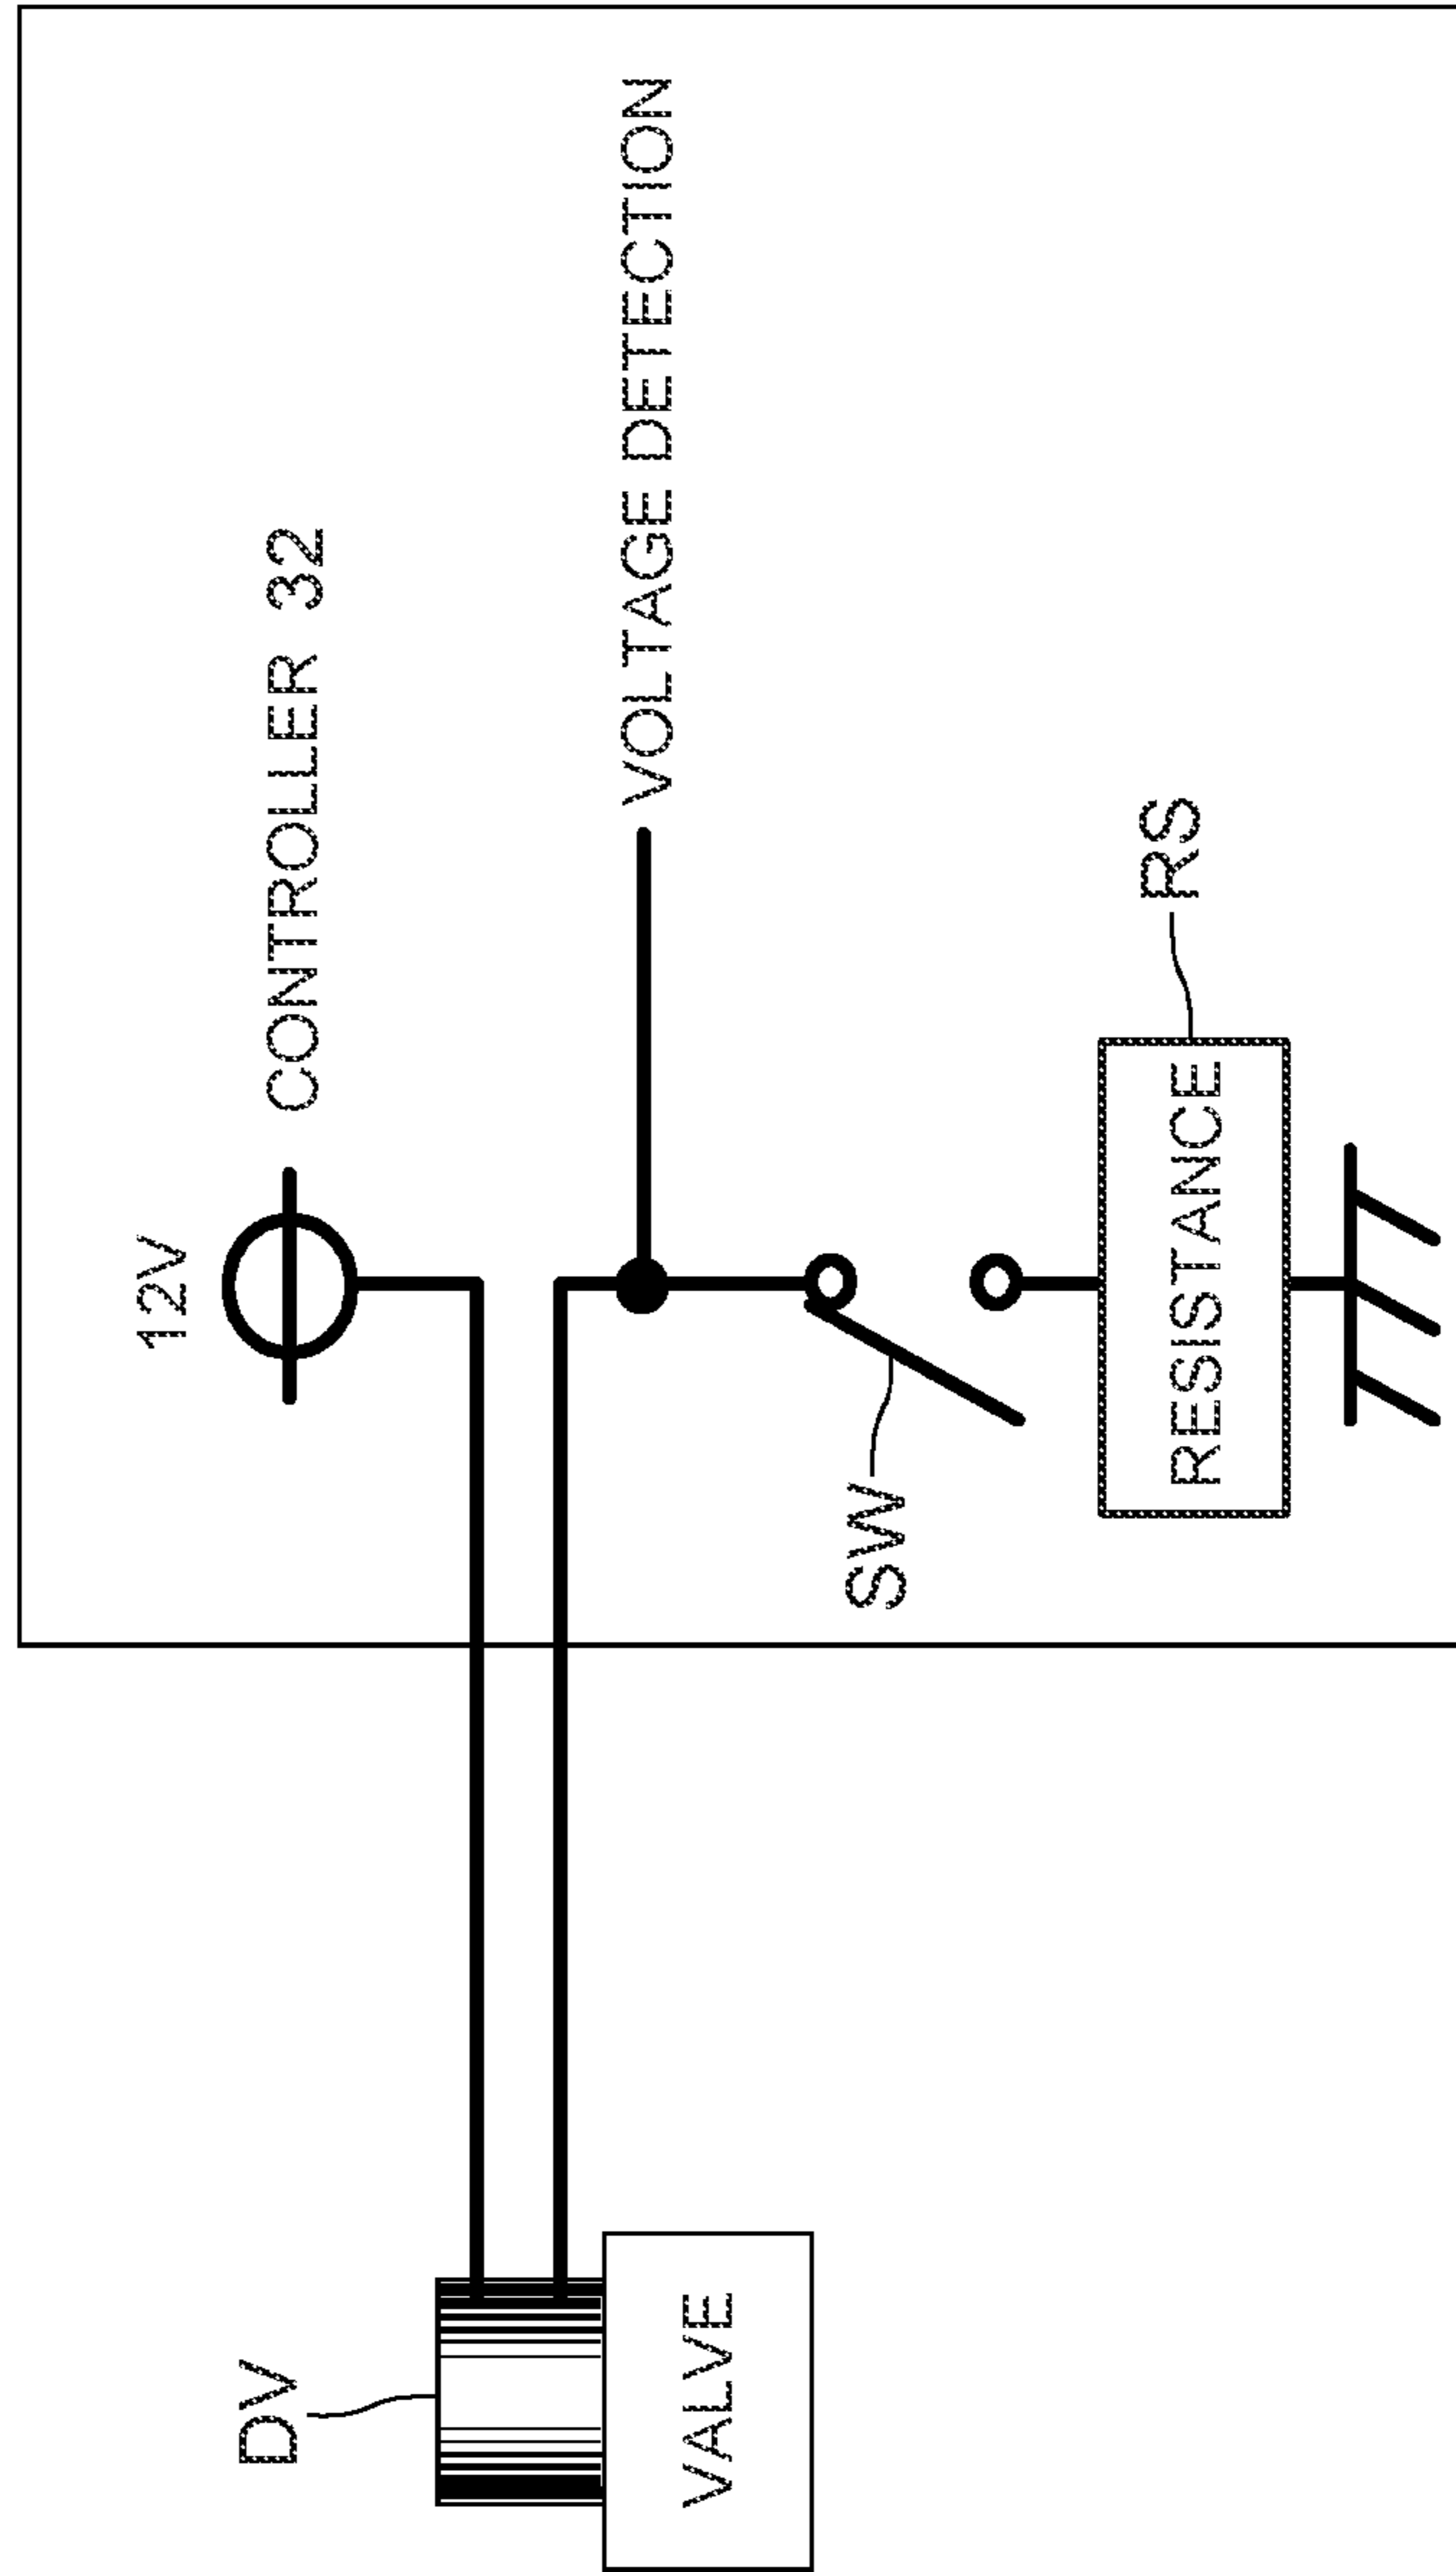 12V
CONTROLLER 32
VOLTAGE DETECTION
SW
RS
RESISTANCE
DV
VALVE